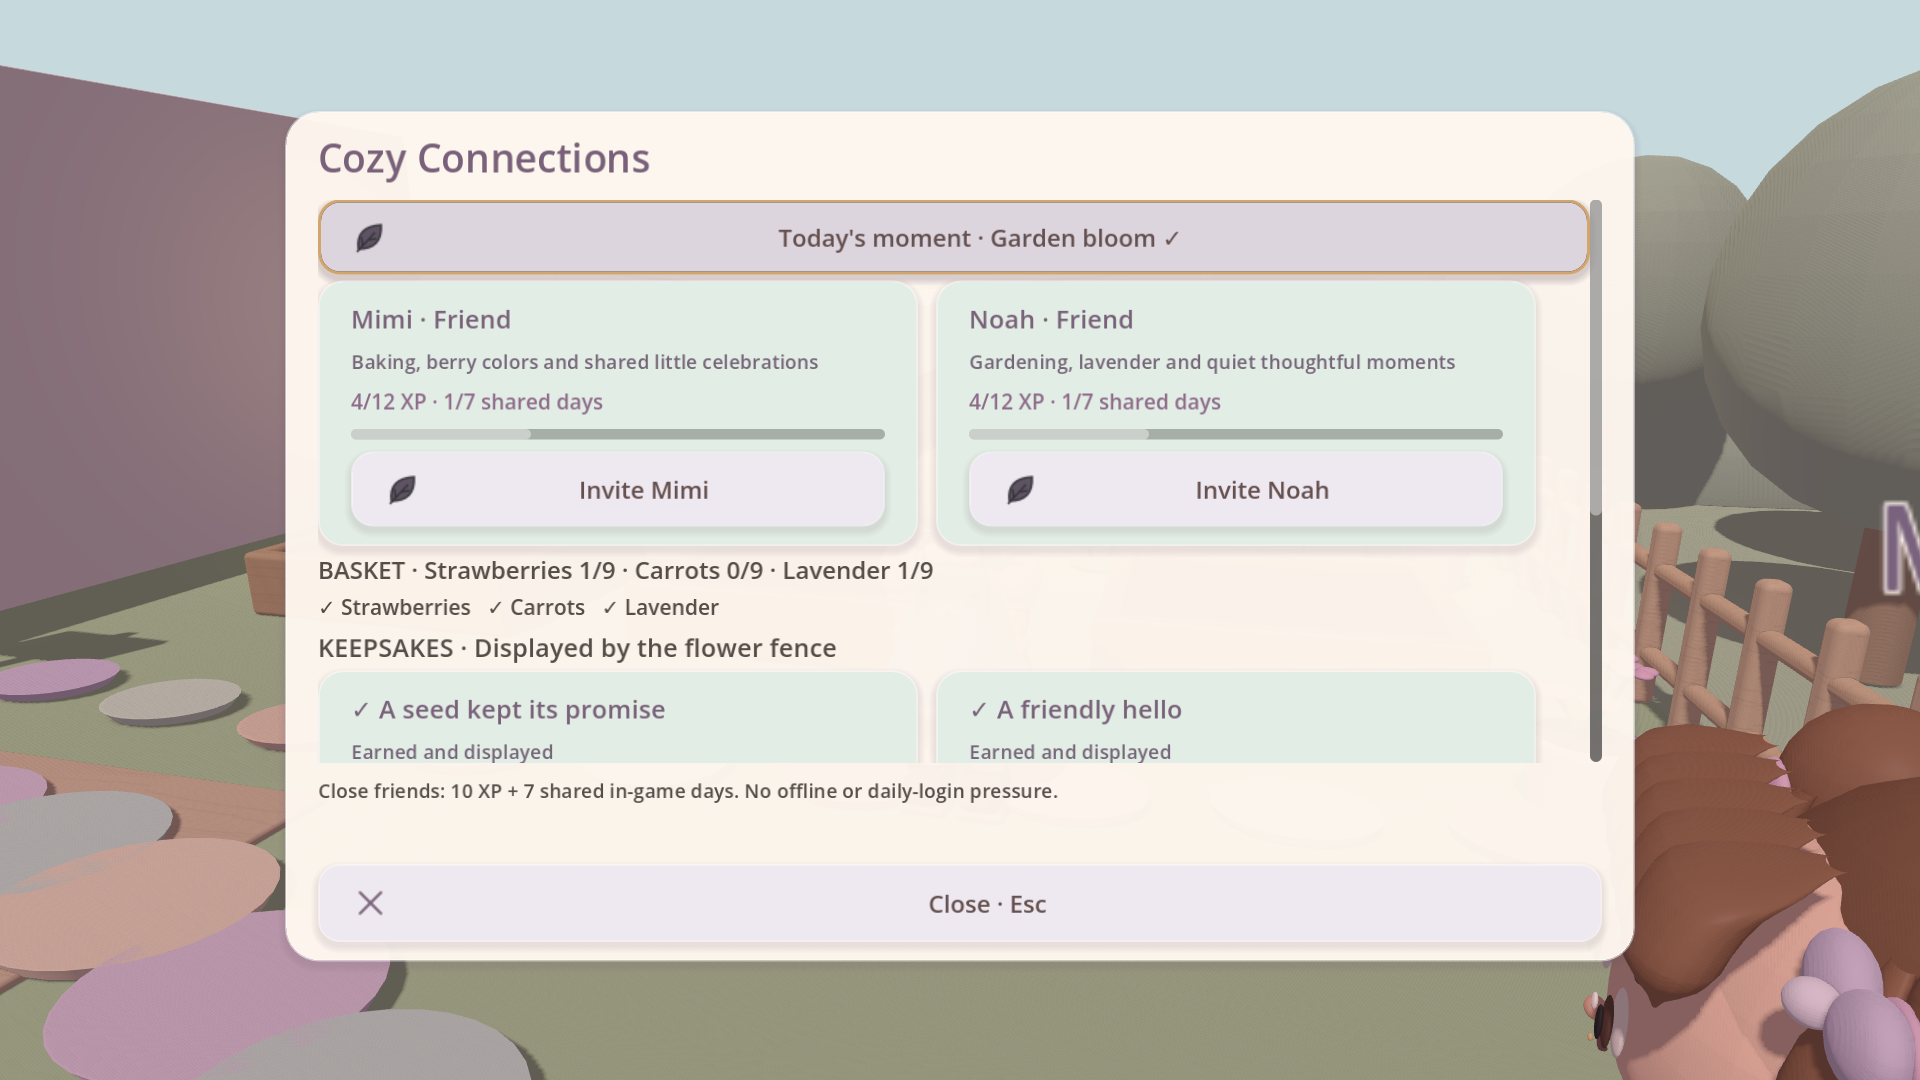 Cozy Connections
Today's moment · Garden bloom ✓
Mimi · Friend
Baking, berry colors and shared little celebrations
4/12 XP · 1/7 shared days
Invite Mimi
Noah · Friend
Gardening, lavender and quiet thoughtful moments
4/12 XP · 1/7 shared days
Invite Noah
BASKET · Strawberries 1/9 · Carrots 0/9 · Lavender 1/9
✓ Strawberries ✓ Carrots ✓ Lavender
KEEPSAKES · Displayed by the flower fence
✓ A seed kept its promise
Earned and displayed
✓ A friendly hello
Earned and displayed
Close friends: 10 XP + 7 shared in-game days. No offline or daily-login pressure.
Close · Esc